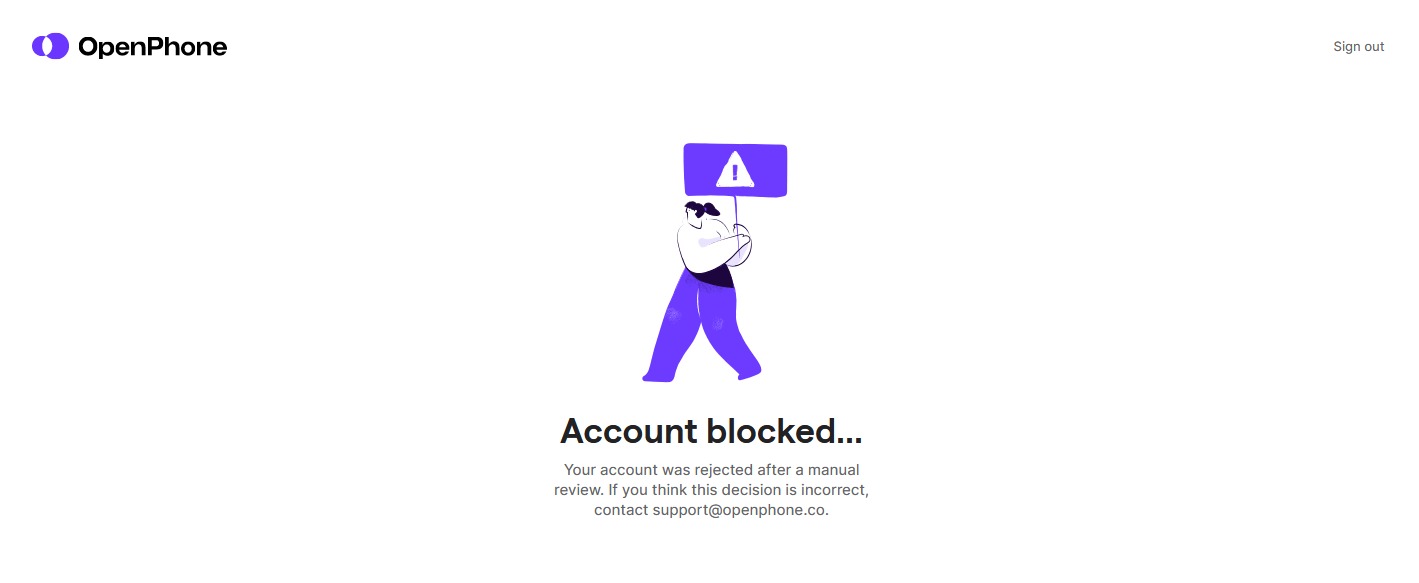 OpenPhone
Sign out
!
Account blocked...
Your account was rejected after a manual
review. If you think this decision is incorrect,
contact support@openphone.co.